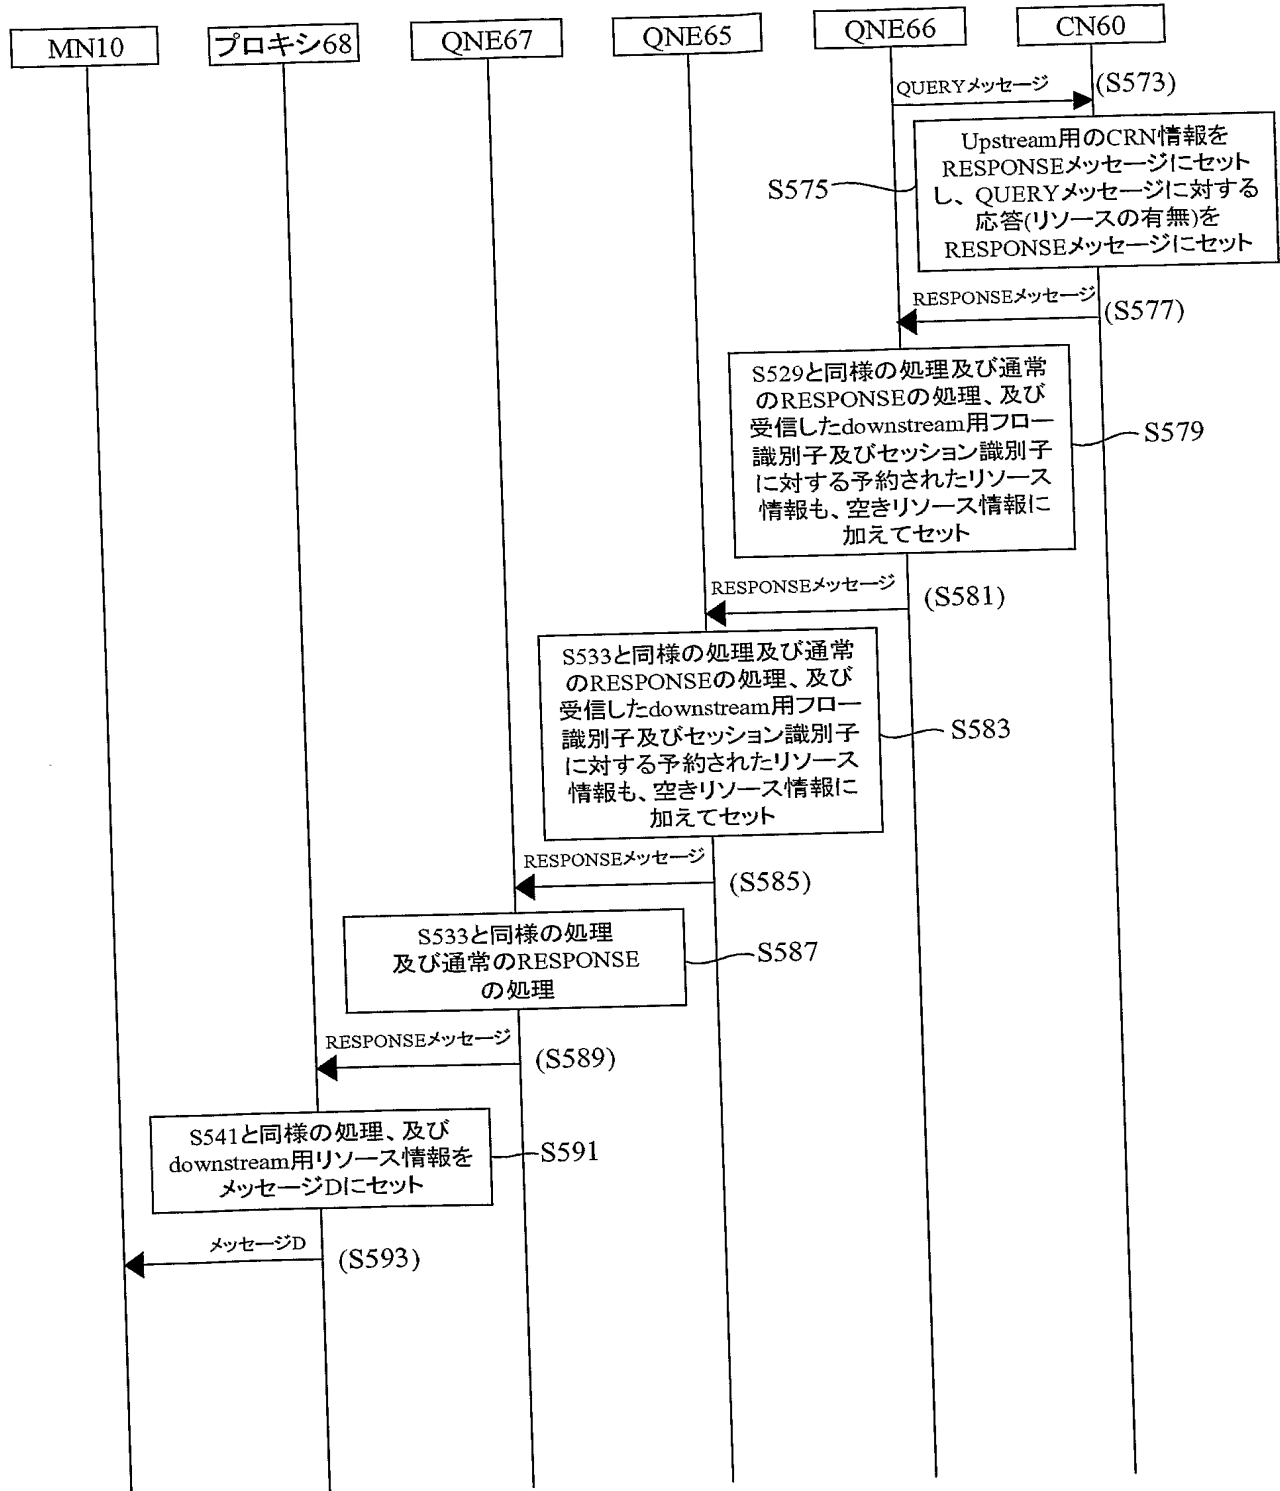 MN10
プロキシ68
QNE67
QNE65
QNE66
CN60
QUERYメッセージ
(S573)
Upstream用のCRN情報を
RESPONSEメッセージにセット
し、QUERYメッセージに対する
応答(リソースの有無)を
RESPONSEメッセージにセット
S575
RESPONSEメッセージ
(S577)
S529と同様の処理及び通常
のRESPONSEの処理、及び
受信したdownstream用フロー
識別子及びセッション識別子
に対する予約されたリソース
情報も、空きリソース情報に
加えてセット
S579
RESPONSEメッセージ
(S581)
S533と同様の処理及び通常
のRESPONSEの処理、及び
受信したdownstream用フロー
識別子及びセッション識別子
に対する予約されたリソース
情報も、空きリソース情報に
加えてセット
S583
RESPONSEメッセージ
(S585)
S533と同様の処理
及び通常のRESPONSE
の処理
S587
RESPONSEメッセージ
(S589)
S541と同様の処理、及び
downstream用リソース情報を
メッセージDにセット
S591
メッセージD
(S593)